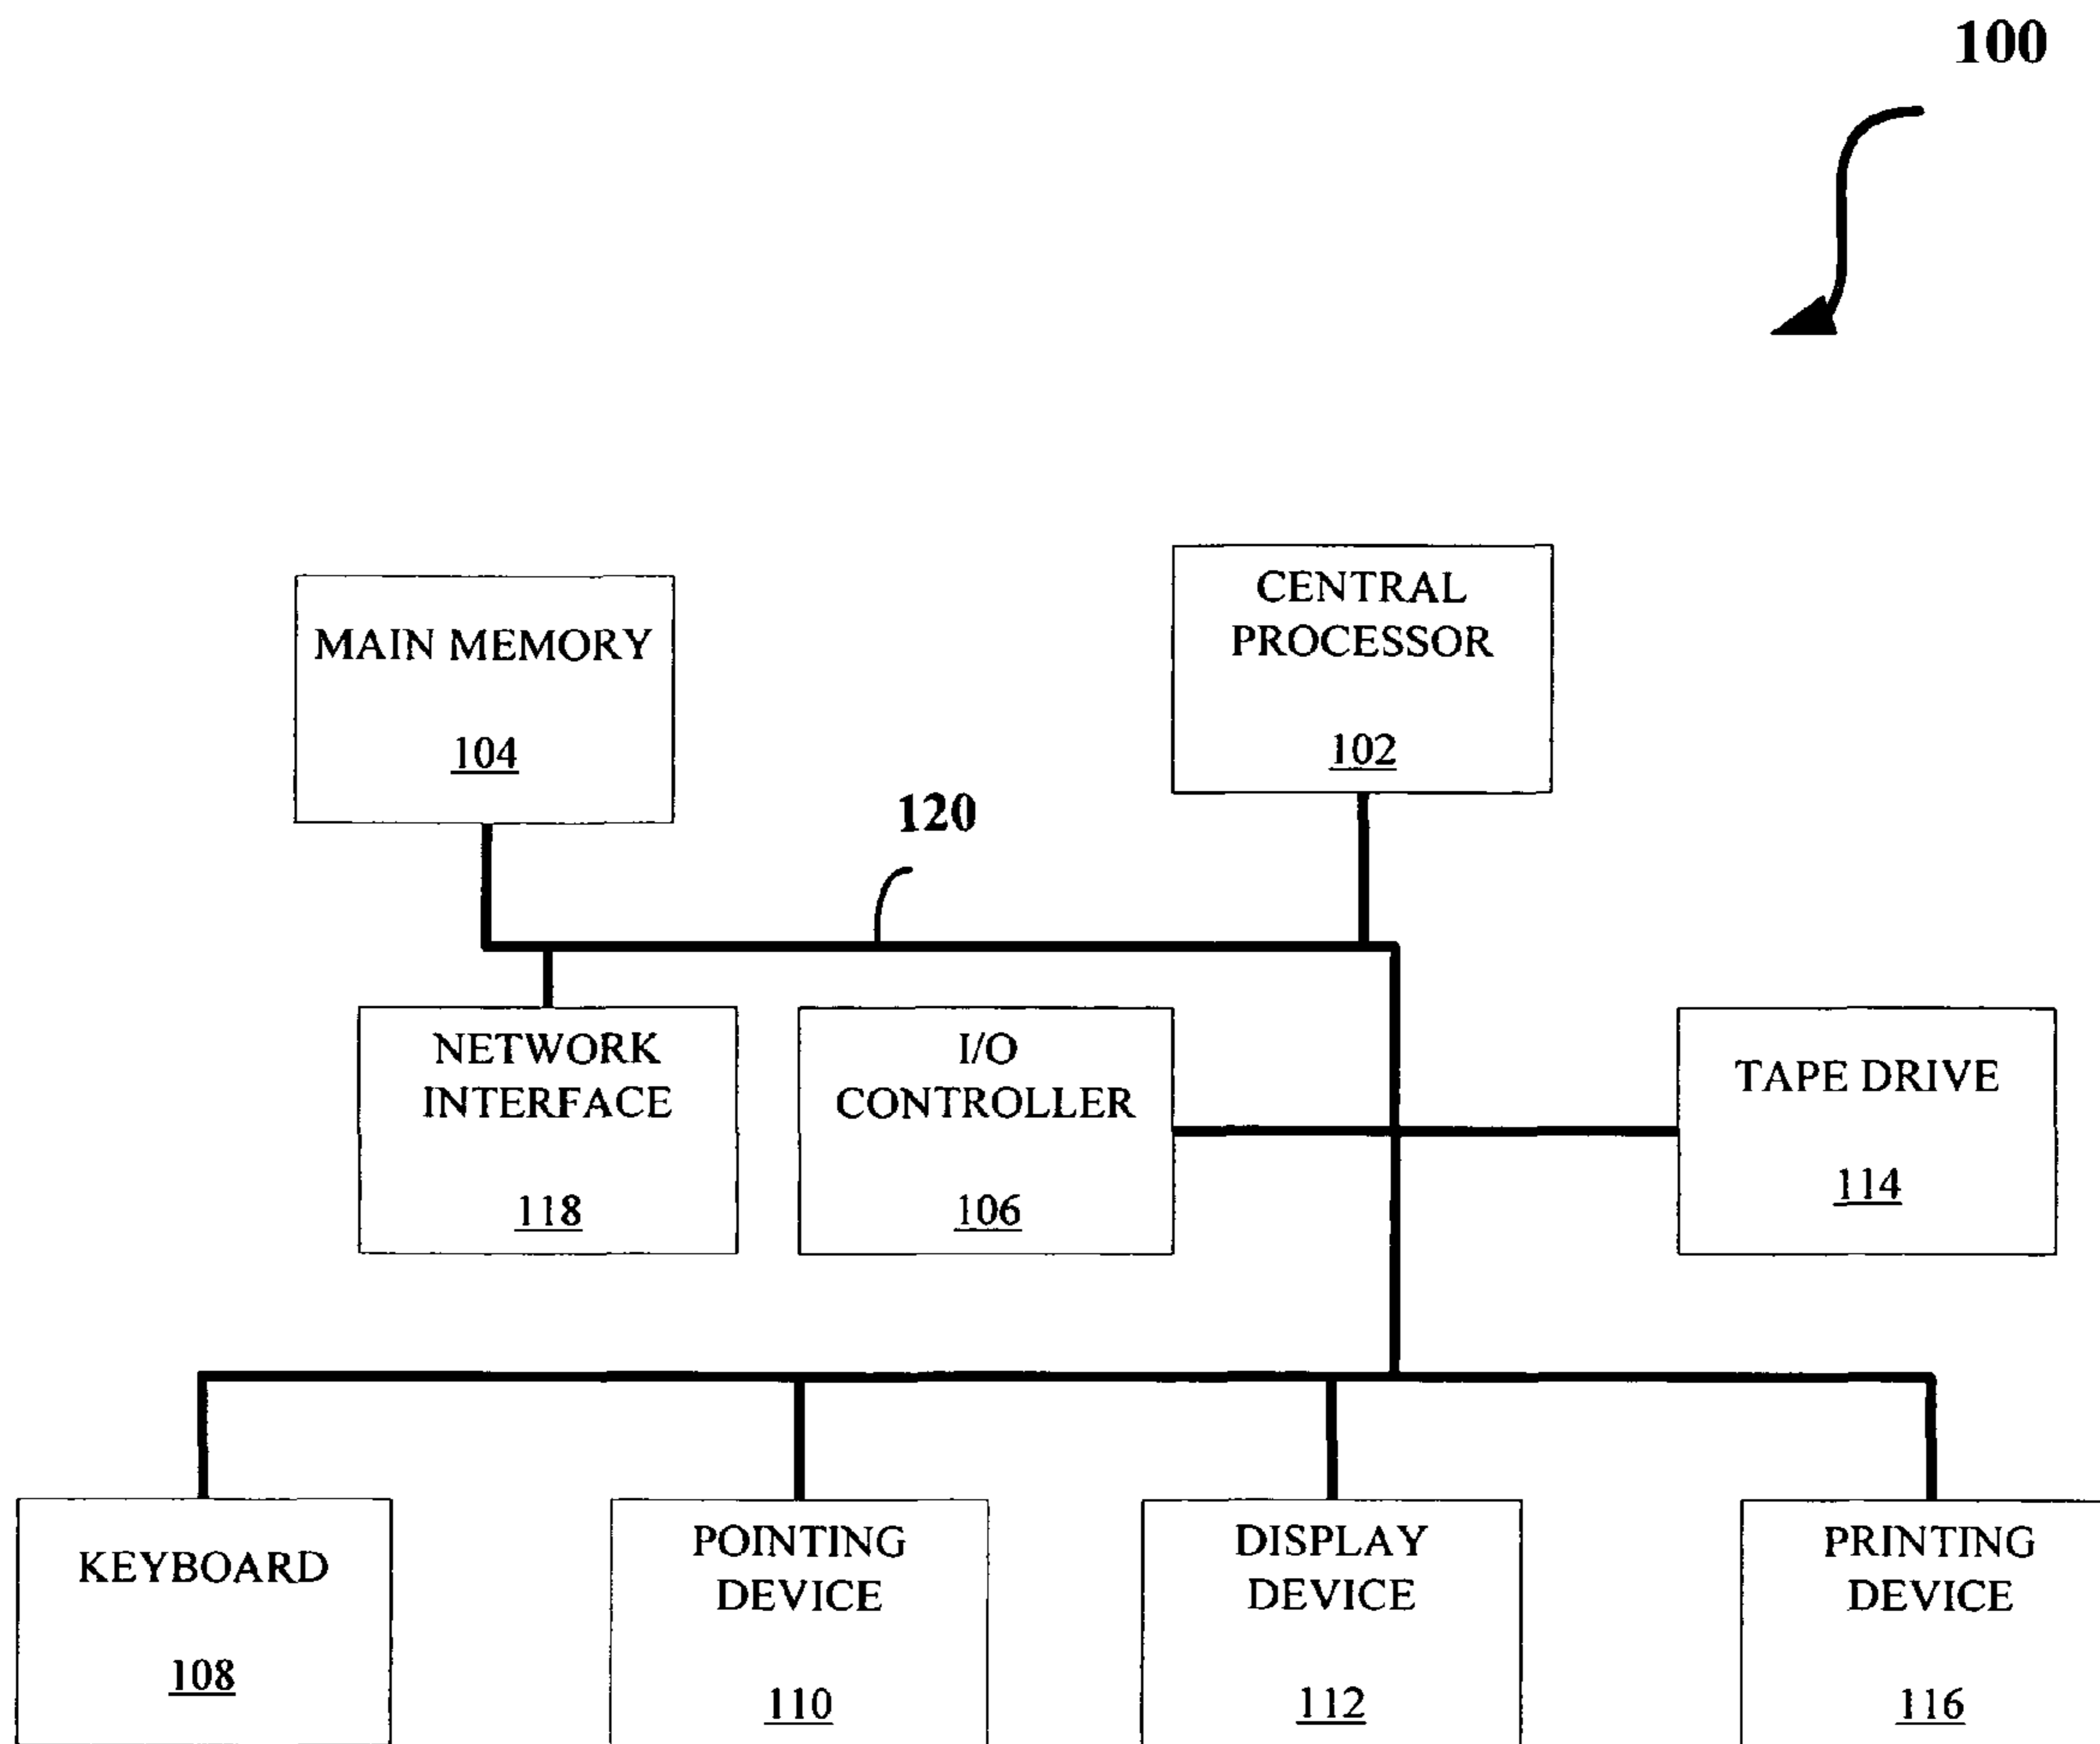 100
CENTRAL
PROCESSOR
102
MAIN MEMORY
104
120
NETWORK
INTERFACE
118
I/O
CONTROLLER
106
TAPE DRIVE
114
KEYBOARD
108
POINTING
DEVICE
110
DISPLAY
DEVICE
112
PRINTING
DEVICE
116